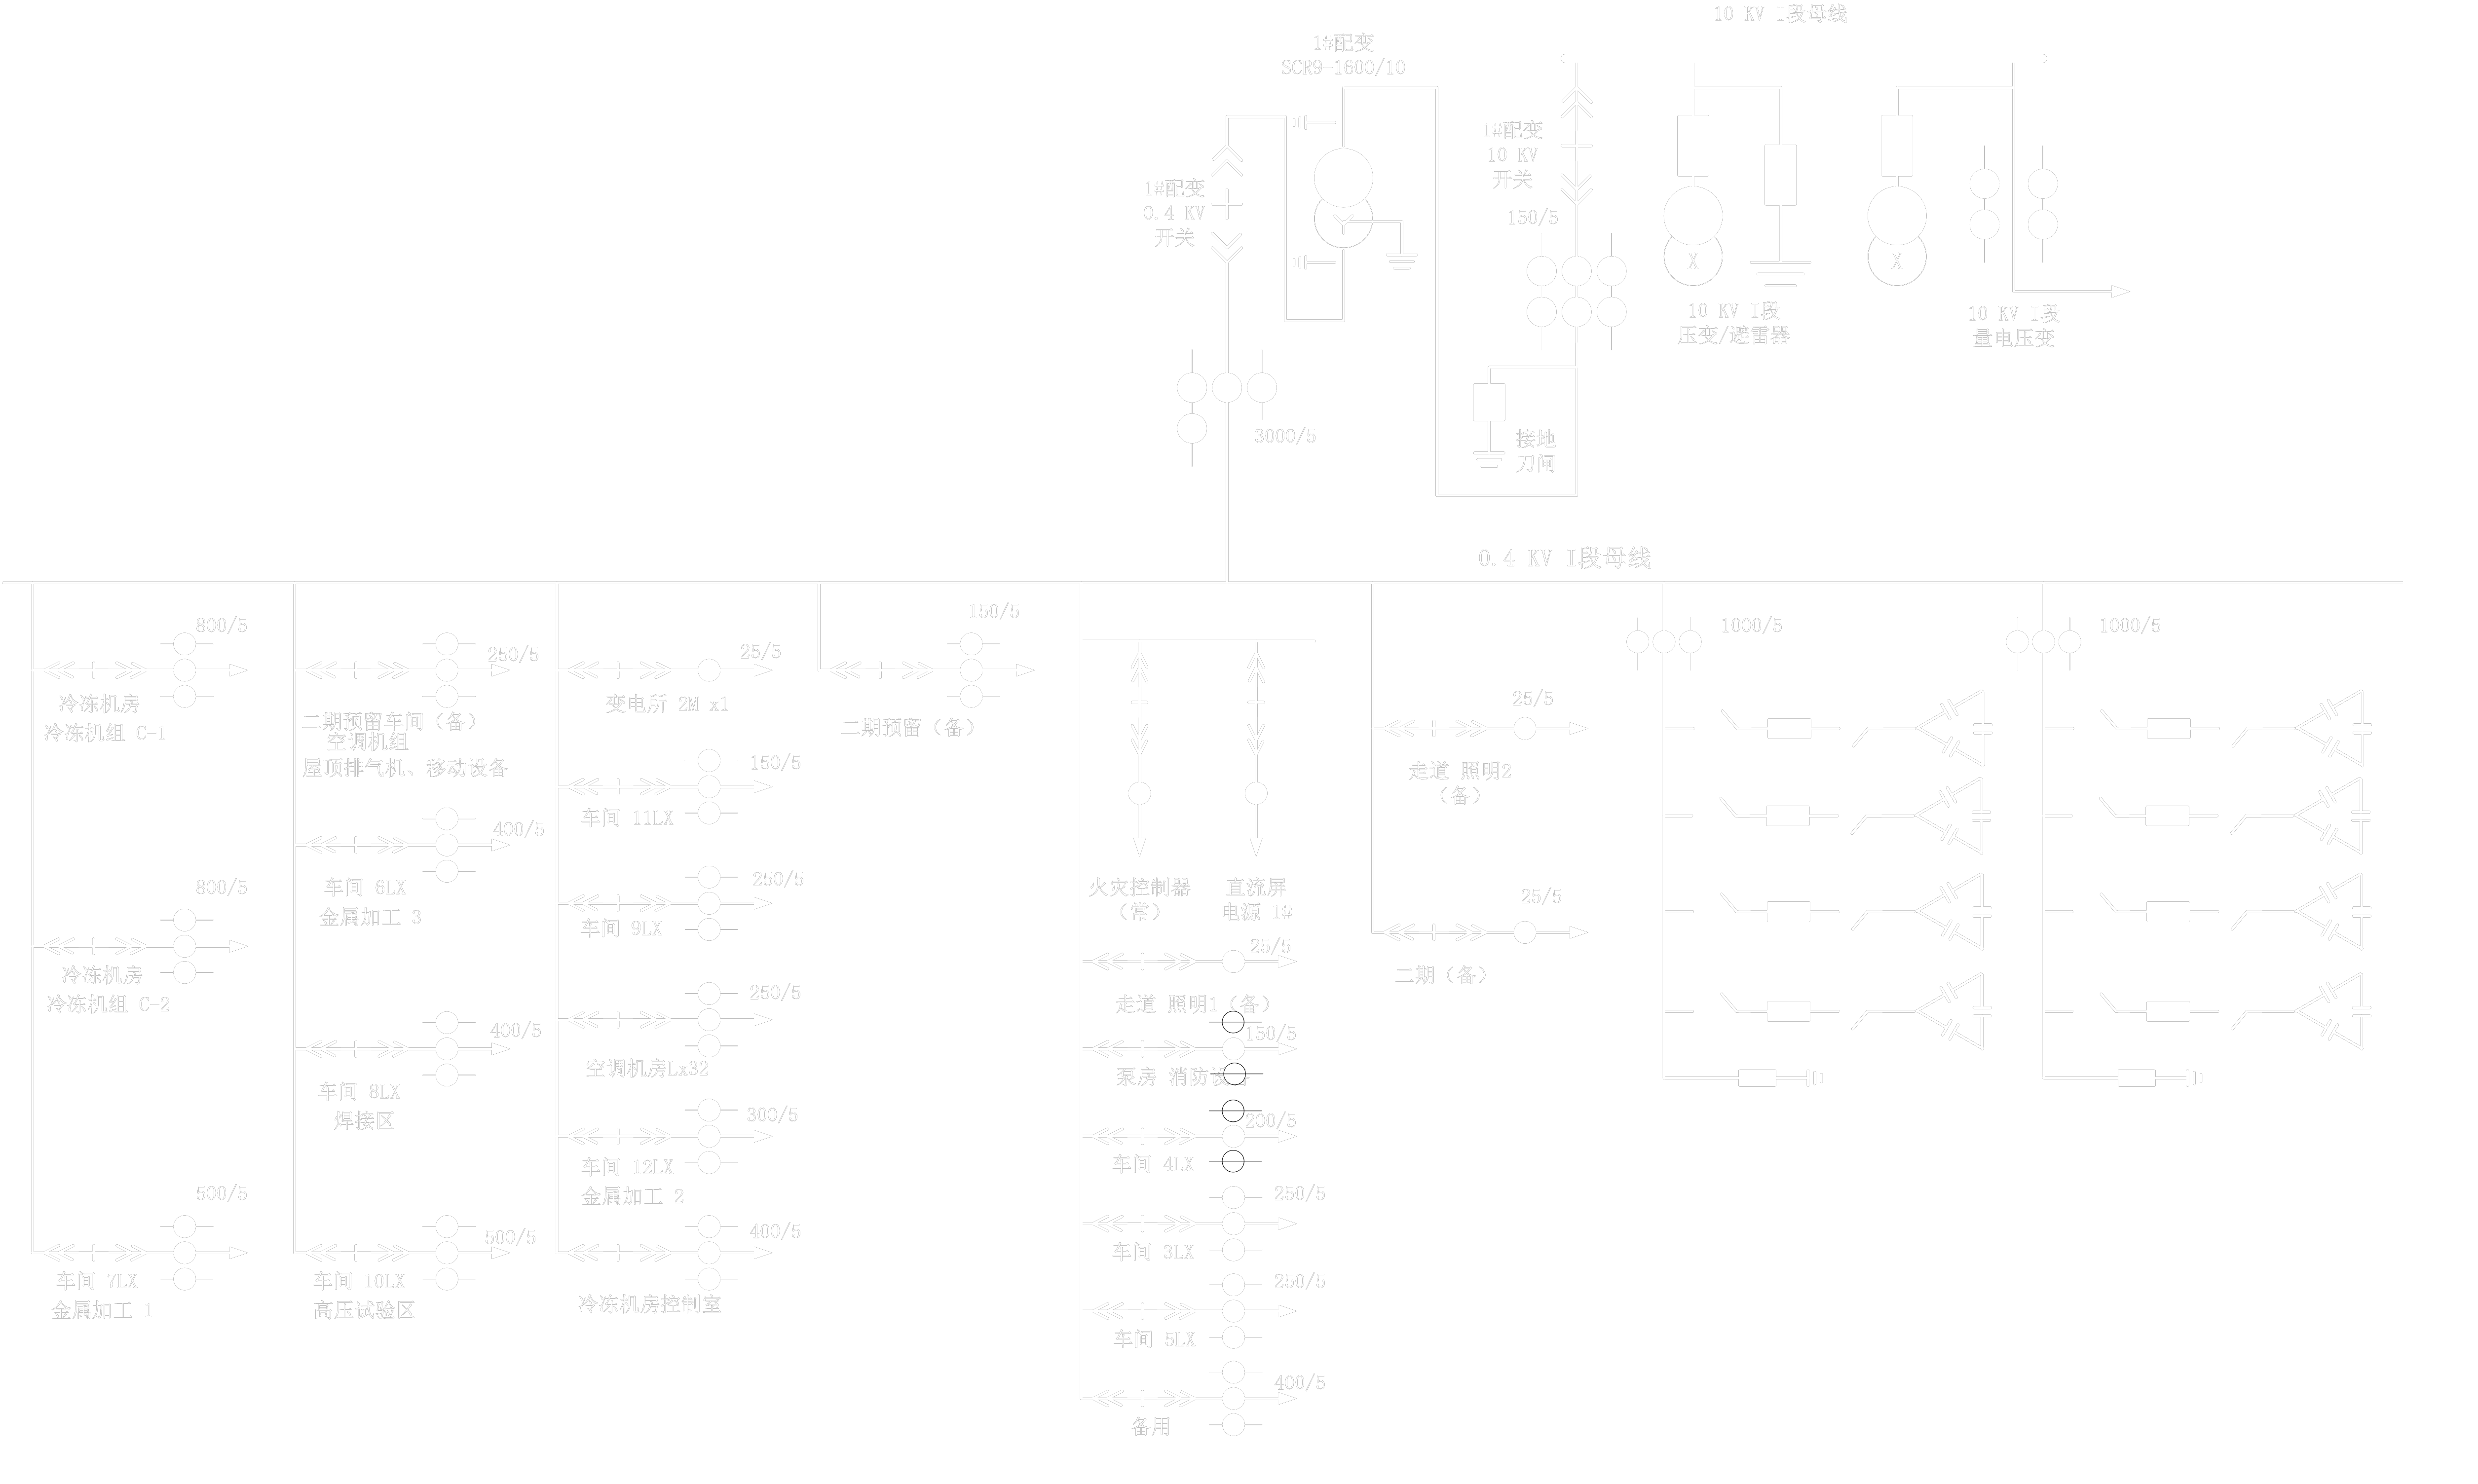 10 KV I段母线
1#配变
SCR9-1600/10
1#配变
10 KV
开关
1#配变
0.4 KV
开关
150/5
10 KV I段
压变/避雷器
10 KV I段
量电压变
X
X
3000/5
接地
刀闸
0.4 KV I段母线
800/5
冷冻机房
冷冻机组 C-1
800/5
冷冻机房
冷冻机组 C-2
500/5
车间 7LX
金属加工 1
250/5
二期预留车间（备）
空调机组
屋顶排气机、移动设备
400/5
车间 6LX
金属加工 3
400/5
车间 8LX
焊接区
500/5
车间 10LX
高压试验区
25/5
变电所 2M x1
150/5
车间 11LX
250/5
车间 9LX
250/5
空调机房Lx32
300/5
车间 12LX
金属加工 2
400/5
冷冻机房控制室
150/5
二期预留（备）
火灾控制器
（常）
直流屏
电源 1#
25/5
走道 照明1（备）
150/5
泵房 消防设
200/5
车间 4LX
250/5
车间 3LX
250/5
车间 5LX
400/5
备用
25/5
走道 照明2
（备）
25/5
二期（备）
1000/5
1000/5